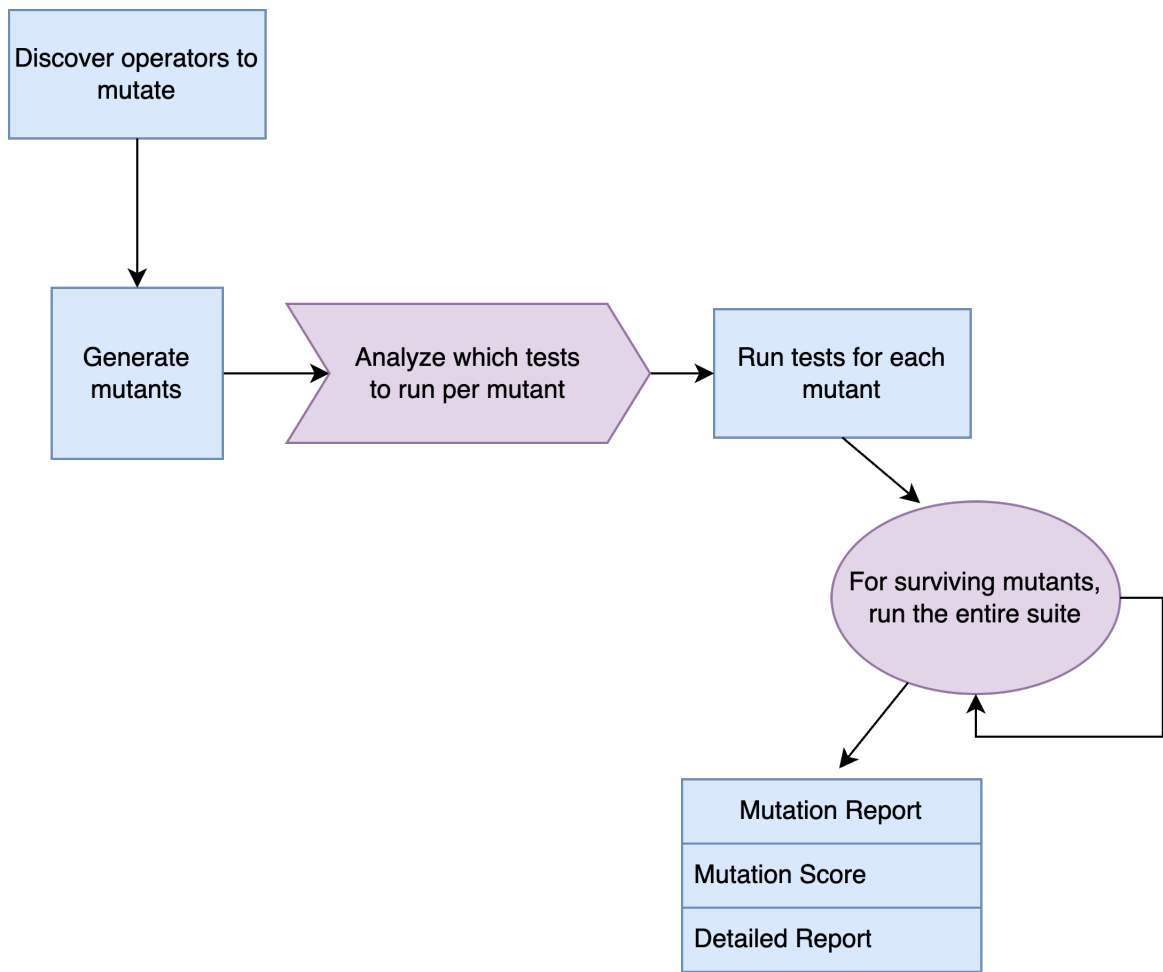 Discover operators to
mutate
Generate
mutants
Analyze which tests
to run per mutant
Run tests for each
mutant
For surviving mutants,
run the entire suite
Mutation Report
Mutation Score
Detailed Report